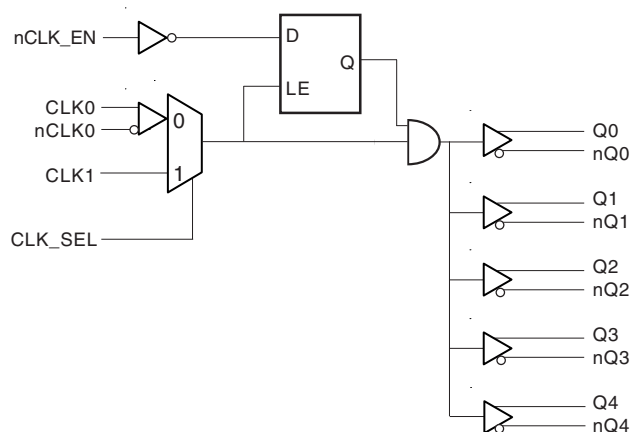 nCLK_EN
D
Q
LE
CLK0
nCLK0
0
CLK1
1
CLK_SEL
Q0
nQ0
Q1
nQ1
Q2
nQ2
Q3
nQ3
Q4
nQ4